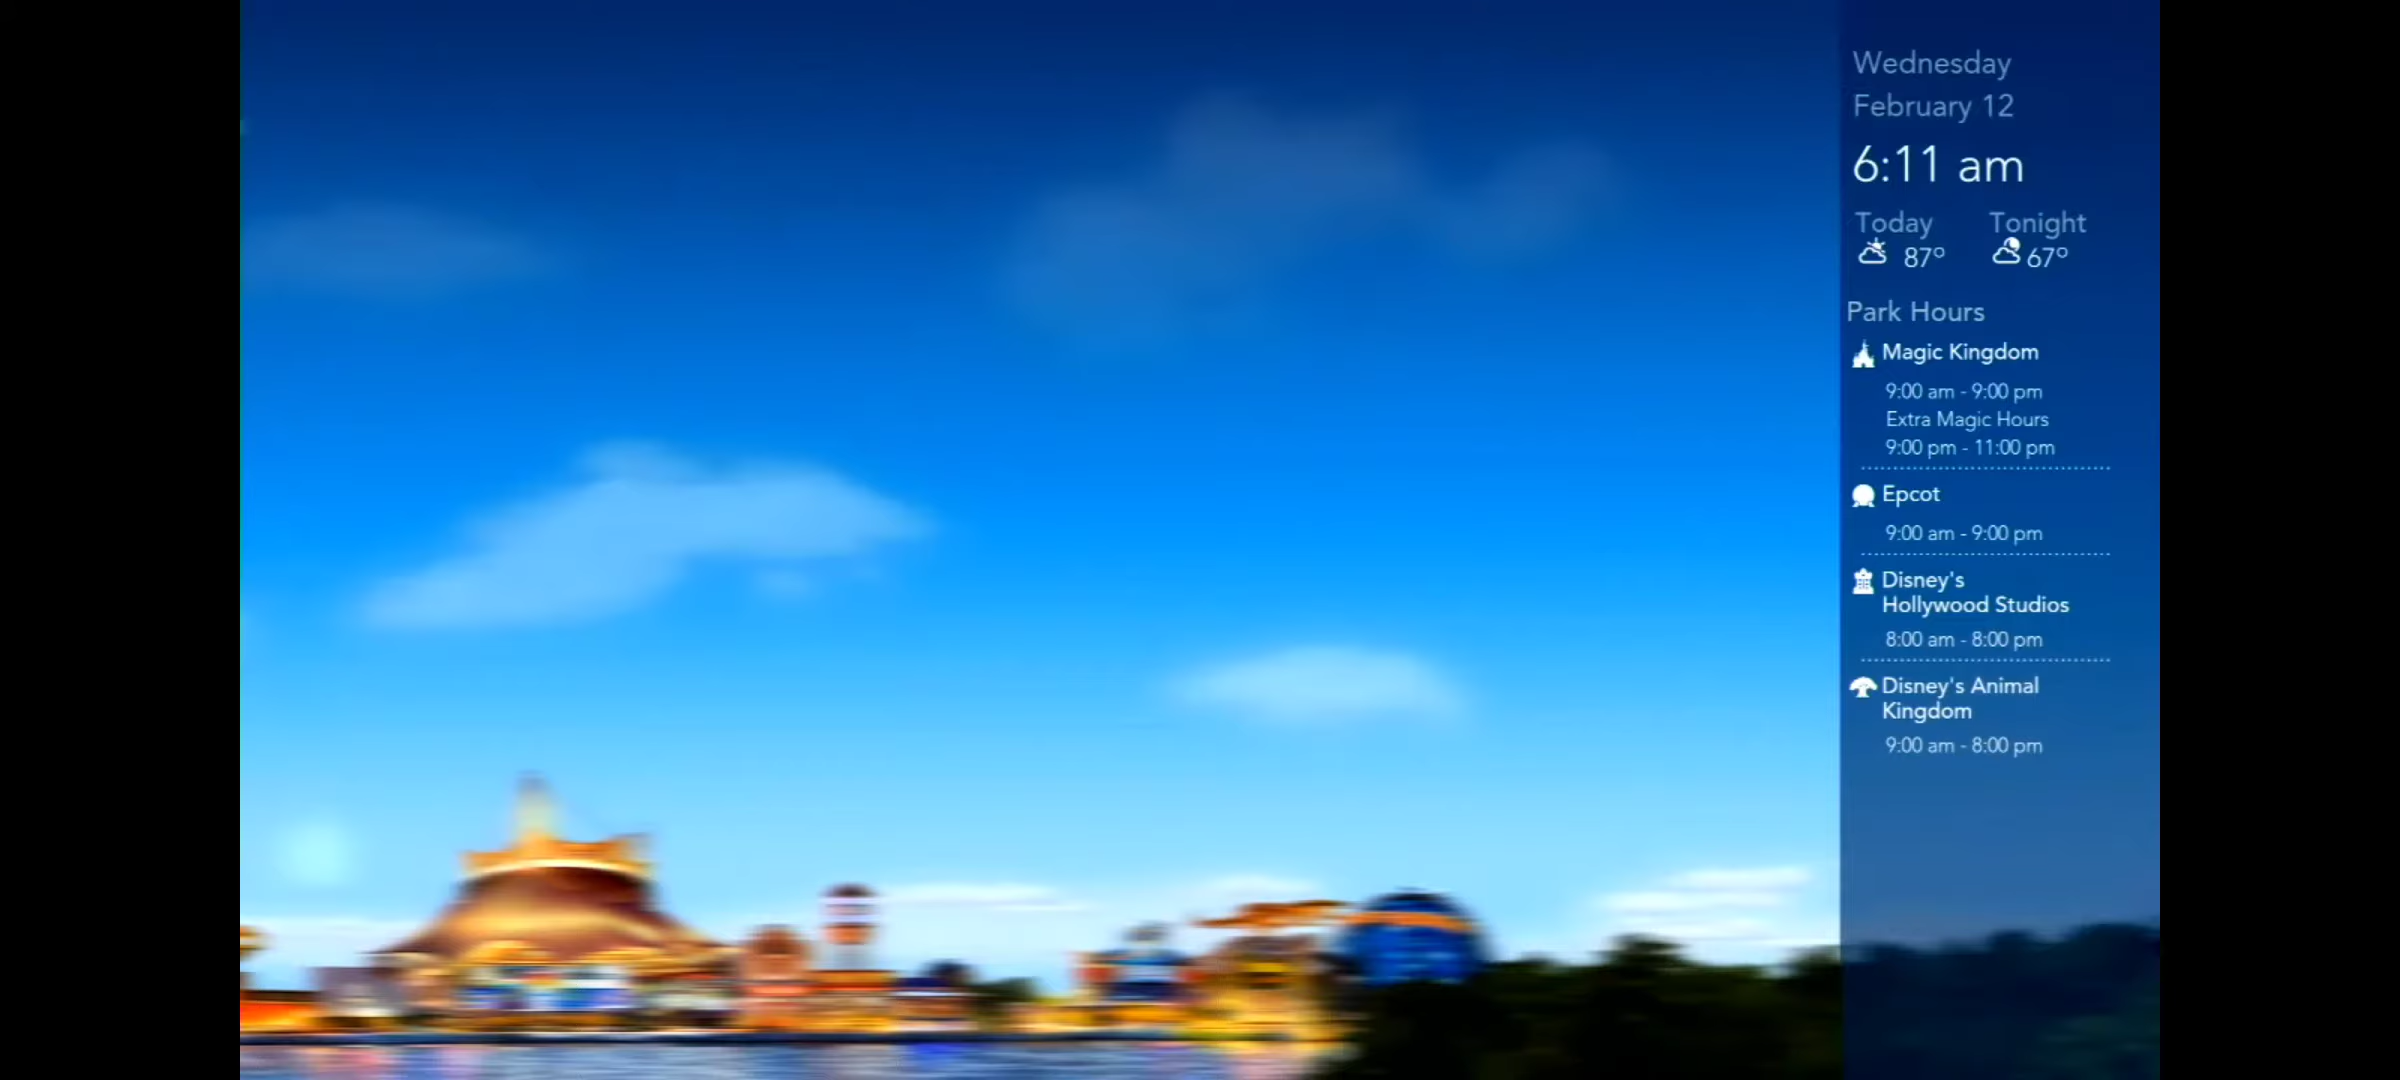 Wednesday
February 12
6:11 am
Today Tonight
87° 67°
Park Hours
Magic Kingdom
9:00 am - 9:00 pm
Extra Magic Hours
9:00 pm - 11:00 pm
Epcot
9:00 am - 9:00 pm
Disney's
Hollywood Studios
8:00 am - 8:00 pm
Disney's Animal
Kingdom
9:00 am - 8:00 pm